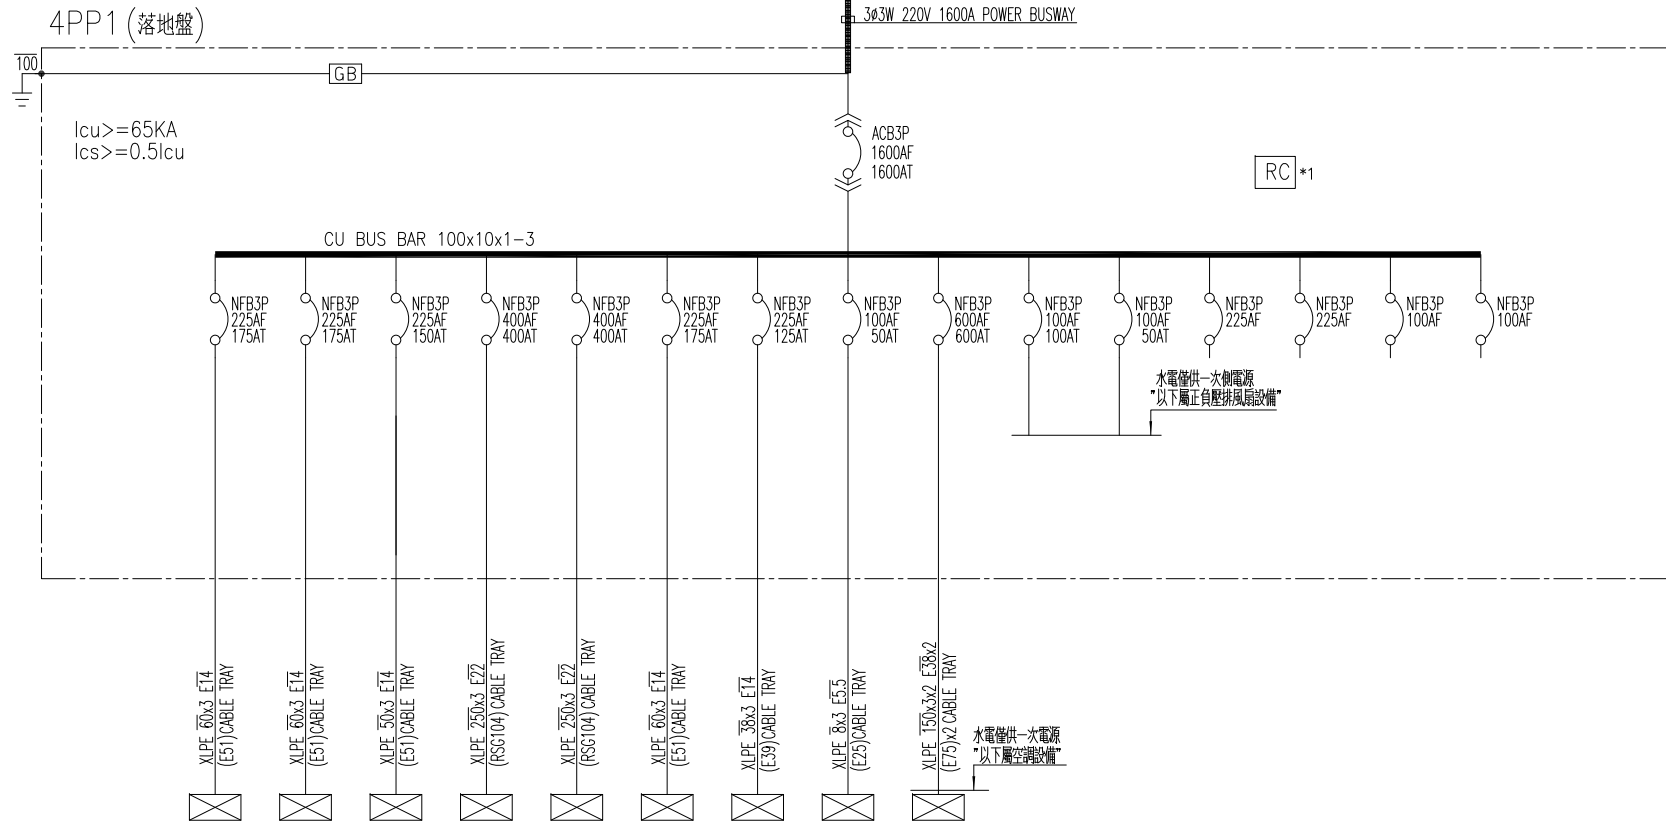 4PP1 (落地盤)
3ø3W 220V 1600A POWER BUSWAY
100
GB
Icu>=65KA
Ics>=0.5Icu
ACB3P
1600AF
1600AT
RC *1
CU BUS BAR 100x10x1-3
NFB3P
225AF
175AT
NFB3P
225AF
175AT
NFB3P
225AF
150AT
NFB3P
400AF
400AT
NFB3P
400AF
400AT
NFB3P
225AF
175AT
NFB3P
225AF
125AT
NFB3P
100AF
50AT
NFB3P
600AF
600AT
NFB3P
100AF
100AT
NFB3P
100AF
50AT
NFB3P
225AF
NFB3P
225AF
NFB3P
100AF
NFB3P
100AF
水電僅供一次側電源
"以下屬正負壓排風扇設備"
XLPE 60x3 E14
(E51)CABLE TRAY
XLPE 60x3 E14
(E51)CABLE TRAY
XLPE 50x3 E14
(E51)CABLE TRAY
XLPE 250x3 E22
(RSG104)CABLE TRAY
XLPE 250x3 E22
(RSG104)CABLE TRAY
XLPE 60x3 E14
(E51)CABLE TRAY
XLPE 38x3 E14
(E39)CABLE TRAY
XLPE 8x3 E5.5
(E25)CABLE TRAY
XLPE 150x3x2 E38x2
(E75)x2 CABLE TRAY
水電僅供一次電源
"以下屬空調設備"